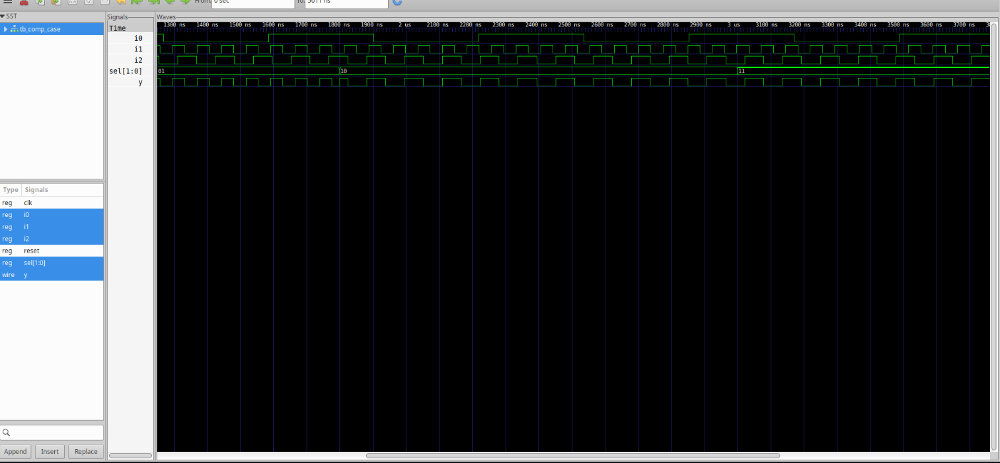 From: 0 sec To: 5011 ns
SST
tb_comp_case
Type Signals
reg clk
reg i0
reg i1
reg i2
reg reset
reg sel[1:0]
wire y
Append Insert Replace
Signals
Time
i0
i1
i2
sel[1:0]
y
Waves
1300 ns 1400 ns 1500 ns 1600 ns 1700 ns 1800 ns 1900 ns 2 us 2100 ns 2200 ns 2300 ns 2400 ns 2500 ns 2600 ns 2700 ns 2800 ns 2900 ns 3 us 3100 ns 3200 ns 3300 ns 3400 ns 3500 ns 3600 ns 3700 ns
01 10 11